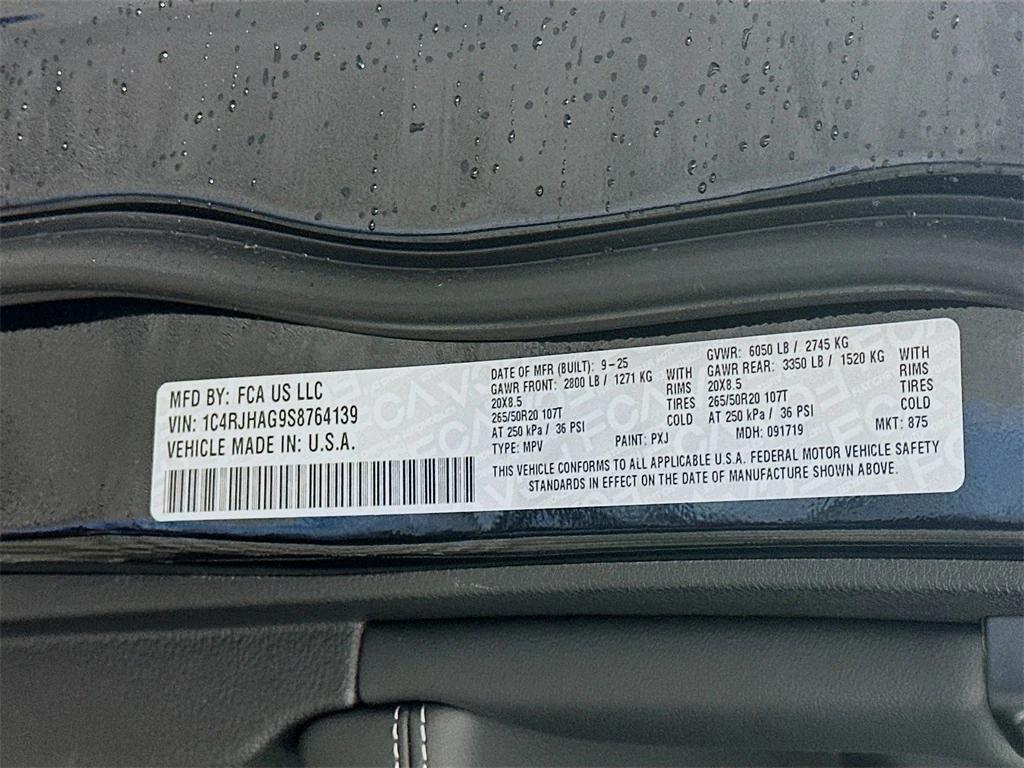 MFD BY: FCA US LLC
VIN: 1C4RJHAG9S8764139
VEHICLE MADE IN: U.S.A.
DATE OF MFR (BUILT): 9-25
GAWR FRONT: 2800 LB / 1271 KG WITH
20X8.5 RIMS
265/50R20 107T TIRES
AT 250 kPa / 36 PSI COLD
TYPE: MPV PAINT: PXJ
GVWR: 6050 LB / 2745 KG
GAWR REAR: 3350 LB / 1520 KG WITH
20X8.5 RIMS
265/50R20 107T TIRES
AT 250 kPa / 36 PSI COLD
MDH: 091719 MKT: 875
THIS VEHICLE CONFORMS TO ALL APPLICABLE U.S.A. FEDERAL MOTOR VEHICLE SAFETY
STANDARDS IN EFFECT ON THE DATE OF MANUFACTURE SHOWN ABOVE.